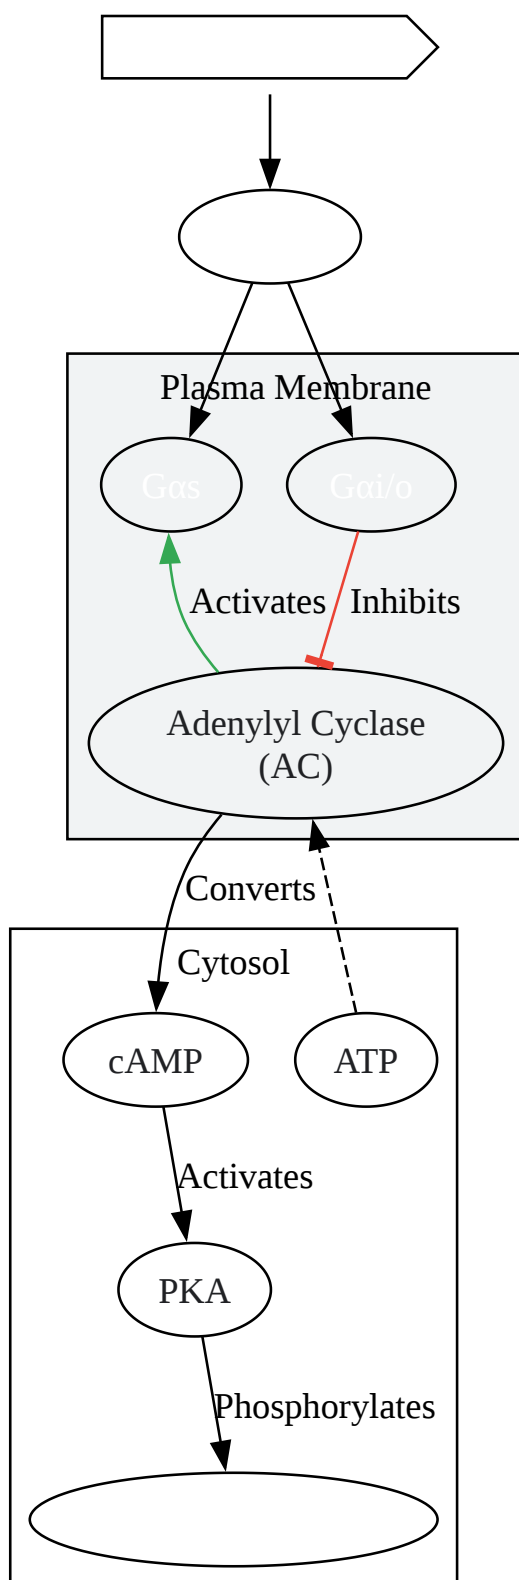 Plasma Membrane
Gαs
Gαi/o
Activates
Inhibits
Adenylyl Cyclase
(AC)
Converts
Cytosol
cAMP
ATP
Activates
PKA
Phosphorylates